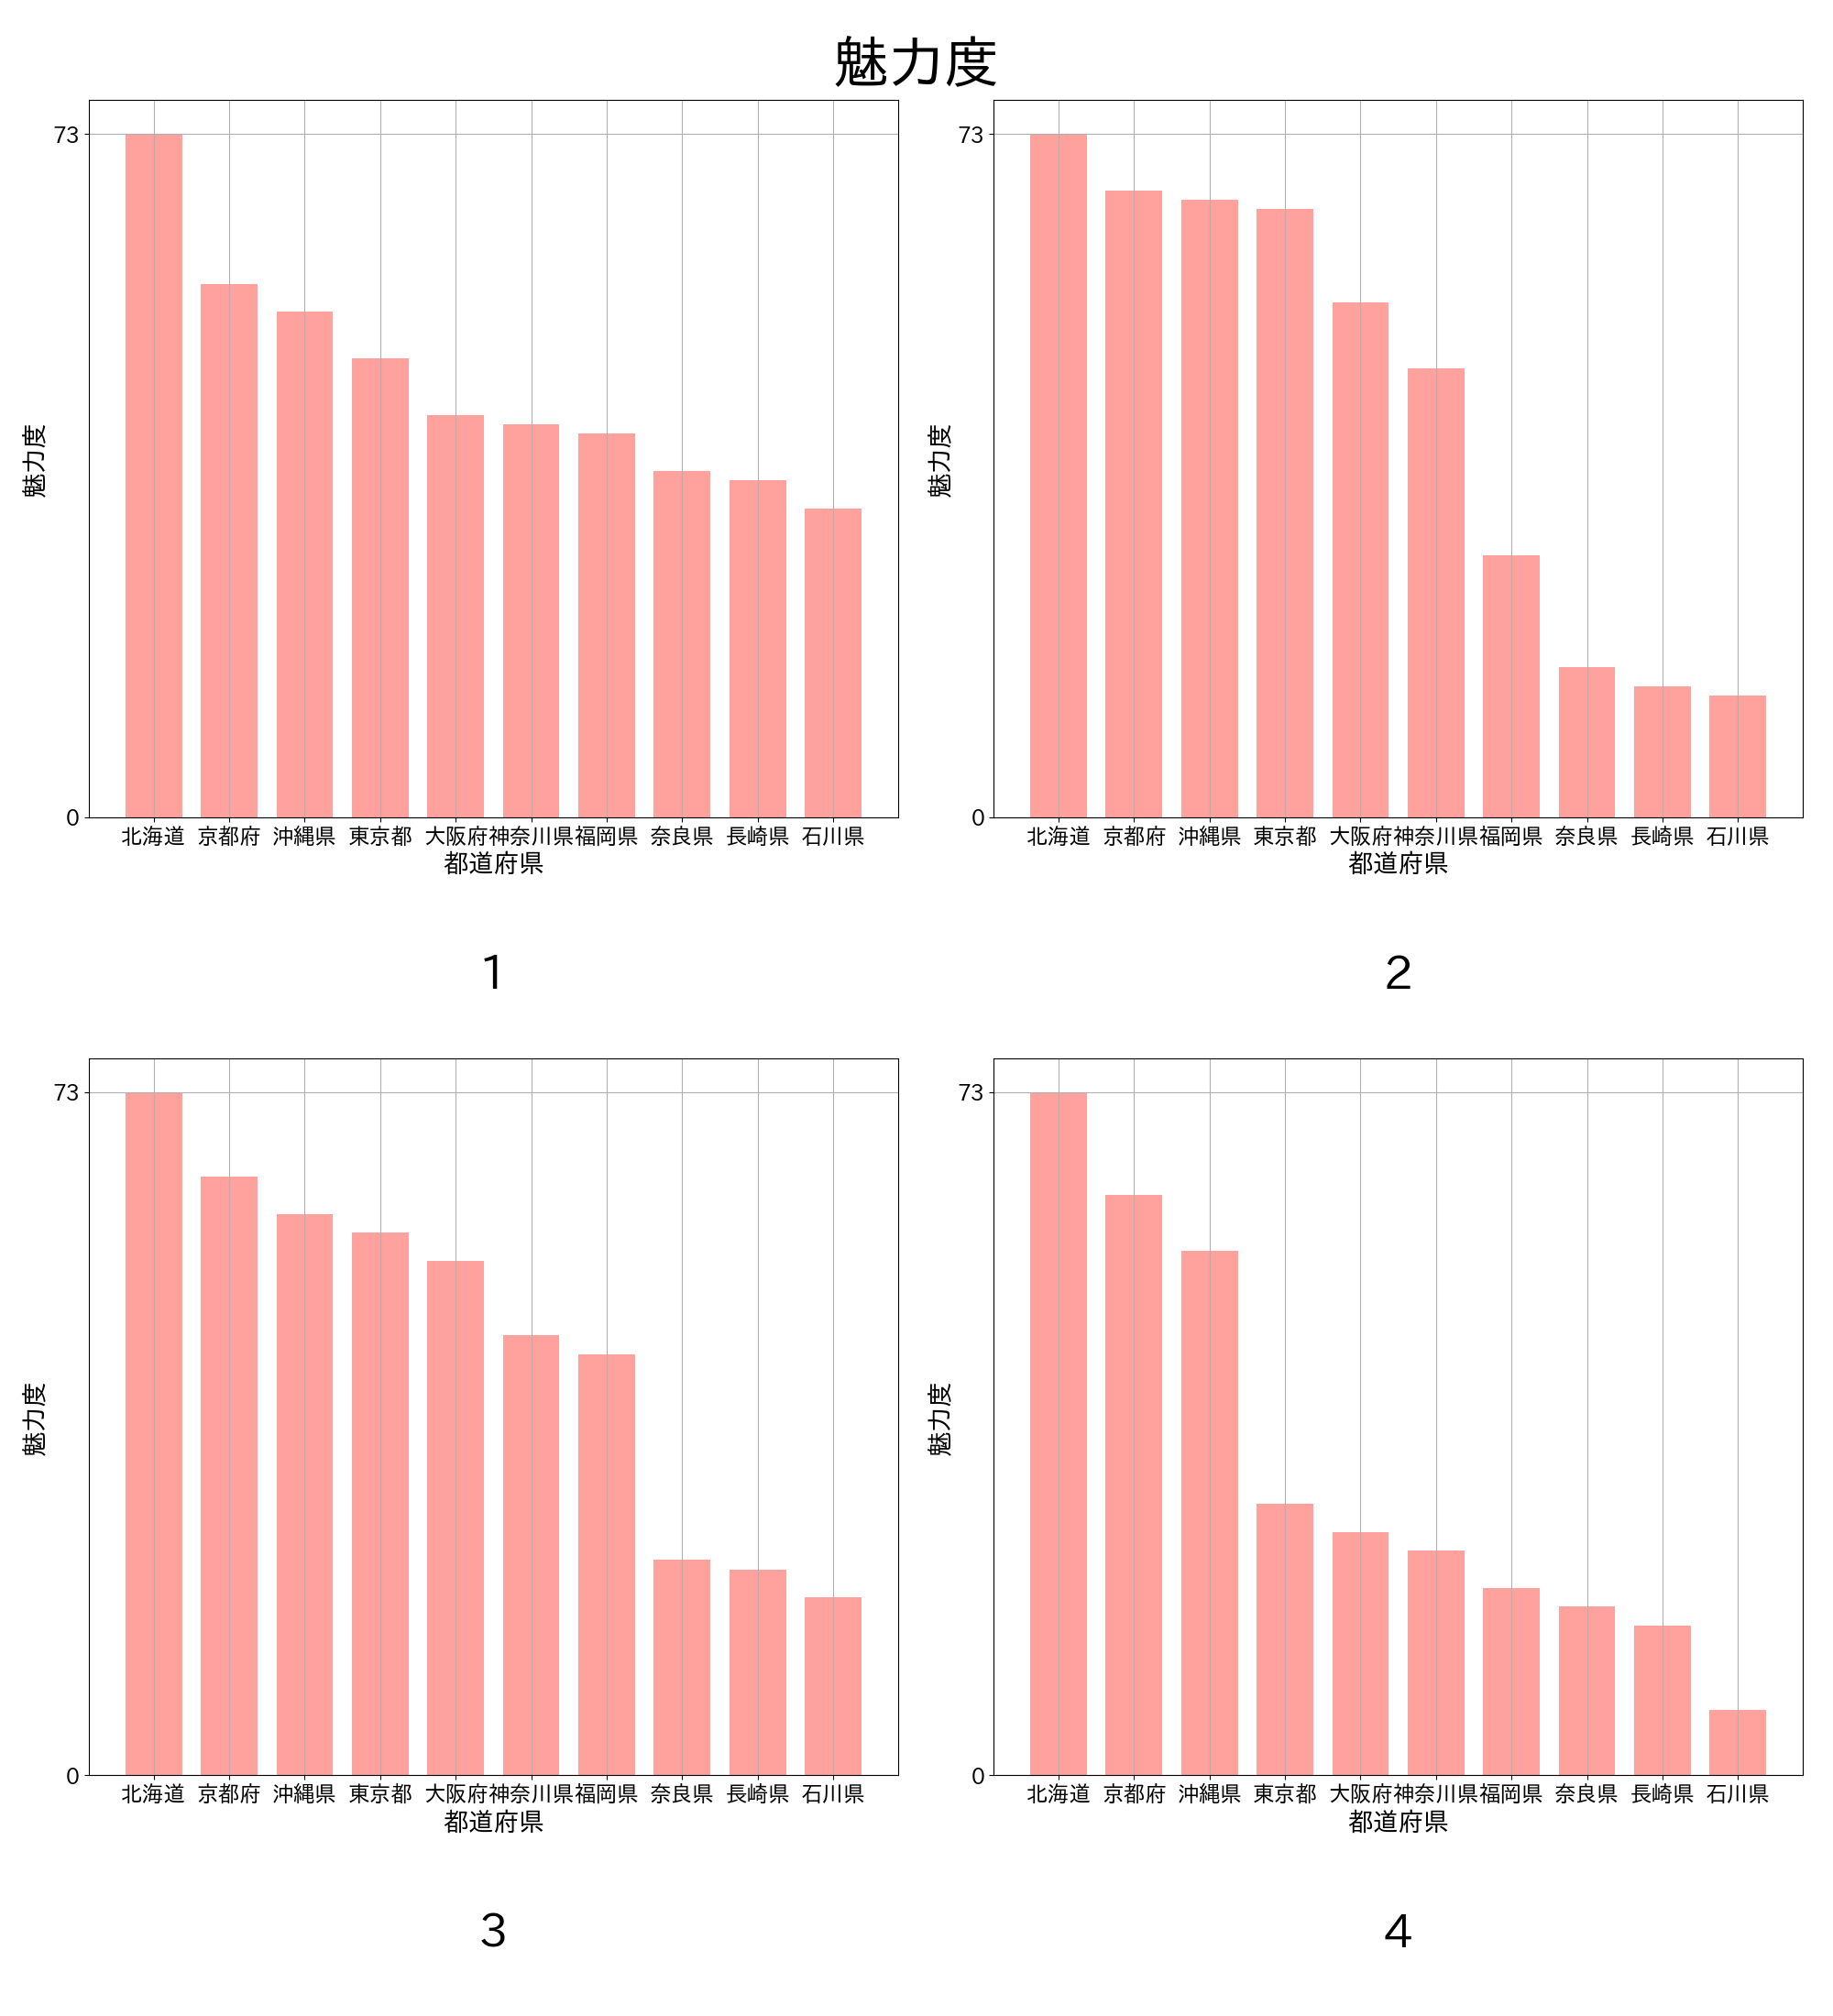 魅力度
73
0
魅力度
北海道 京都府 沖縄県 東京都 大阪府 神奈川県 福岡県 奈良県 長崎県 石川県
都道府県
1
73
0
魅力度
北海道 京都府 沖縄県 東京都 大阪府 神奈川県 福岡県 奈良県 長崎県 石川県
都道府県
2
73
0
魅力度
北海道 京都府 沖縄県 東京都 大阪府 神奈川県 福岡県 奈良県 長崎県 石川県
都道府県
3
73
0
魅力度
北海道 京都府 沖縄県 東京都 大阪府 神奈川県 福岡県 奈良県 長崎県 石川県
都道府県
4